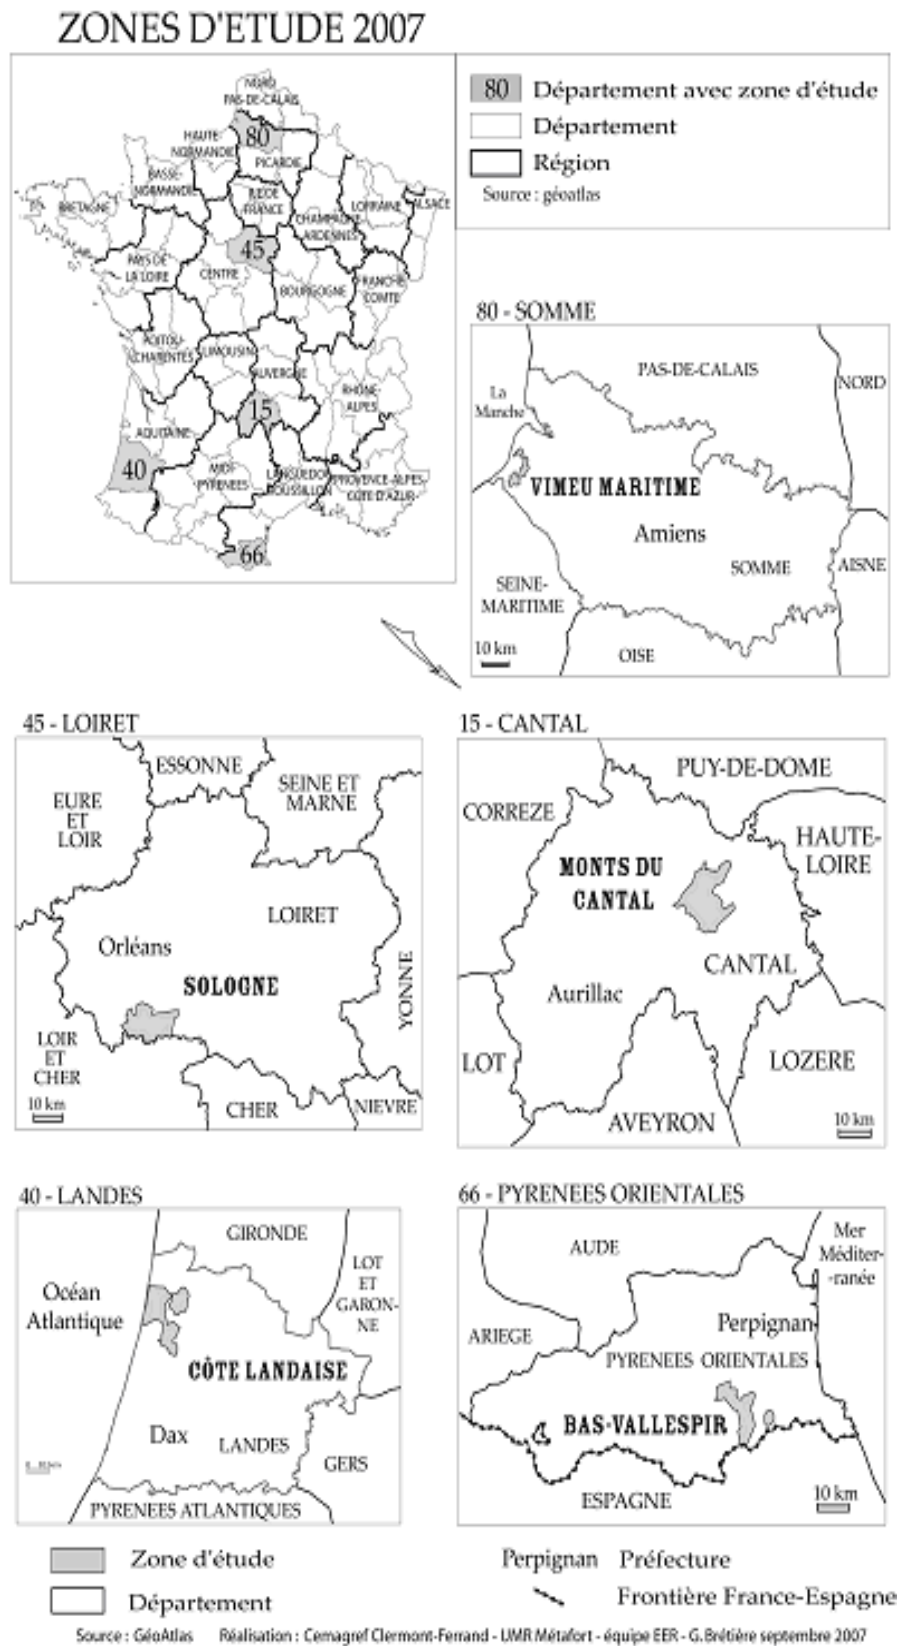 ZONES D'ETUDE 2007
NORD
PAS-DE-CALAIS
HAUTE-
NORMANDIE
80
PICARDIE
BASSE-
NORMANDIE
ILE DE
FRANCE
LORRAINE
ALSACE
BRETAGNE
CHAMPAGNE
ARDENNES
PAYS DE
LA LOIRE
45
CENTRE
BOURGOGNE
FRANCHE
COMTE
POITOU-
CHARENTES
LIMOUSIN
AUVERGNE
RHONE-
ALPES
15
AQUITAINE
40
MIDI-
PYRENEES
LANGUEDOC
ROUSSILLON
PROVENCE-ALPES-
COTE D'AZUR
66
80 Département avec zone d'étude
Département
Région
Source : géoatlas
80 - SOMME
PAS-DE-CALAIS
NORD
La
Manche
VIMEU MARITIME
Amiens
SOMME
AISNE
SEINE-
MARITIME
10 km
OISE
45 - LOIRET
ESSONNE
SEINE ET
MARNE
EURE
ET
LOIR
LOIRET
Orléans
SOLOGNE
YONNE
LOIR
ET
CHER
10 km
CHER
NIEVRE
15 - CANTAL
PUY-DE-DOME
CORREZE
HAUTE-
LOIRE
MONTS DU
CANTAL
CANTAL
Aurillac
LOT
LOZERE
AVEYRON
10 km
40 - LANDES
GIRONDE
LOT
ET
GARON-
NE
Océan
Atlantique
CÔTE LANDAISE
Dax
LANDES
GERS
PYRENEES ATLANTIQUES
66 - PYRENEES ORIENTALES
Mer
Méditer-
-ranée
AUDE
Perpignan
ARIEGE
PYRENEES ORIENTALES
BAS-VALLESPIR
ESPAGNE
10 km
Zone d'étude
Perpignan Préfecture
Département
Frontière France-Espagne
Source : GéoAtlas Réalisation : Cemagref Clermont-Ferrand - UMR Métafort - équipe EER - G. Brétière septembre 2007